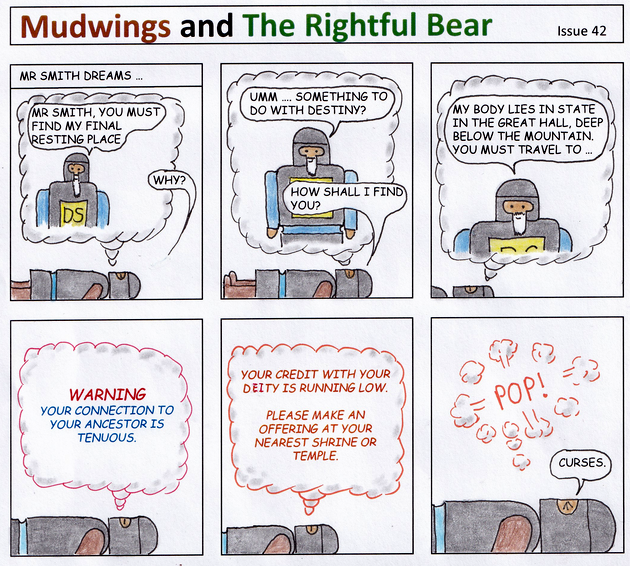 Mudwings and The Rightful Bear
Issue 42
MR SMITH DREAMS ...
MR SMITH, YOU MUST
FIND MY FINAL
RESTING PLACE
WHY?
DS
UMM .... SOMETHING TO
DO WITH DESTINY?
HOW SHALL I FIND
YOU?
MY BODY LIES IN STATE
IN THE GREAT HALL, DEEP
BELOW THE MOUNTAIN.
YOU MUST TRAVEL TO ...
WARNING
YOUR CONNECTION TO
YOUR ANCESTOR IS
TENUOUS.
YOUR CREDIT WITH YOUR
DEITY IS RUNNING LOW.
PLEASE MAKE AN
OFFERING AT YOUR
NEAREST SHRINE OR
TEMPLE.
POP!
CURSES.